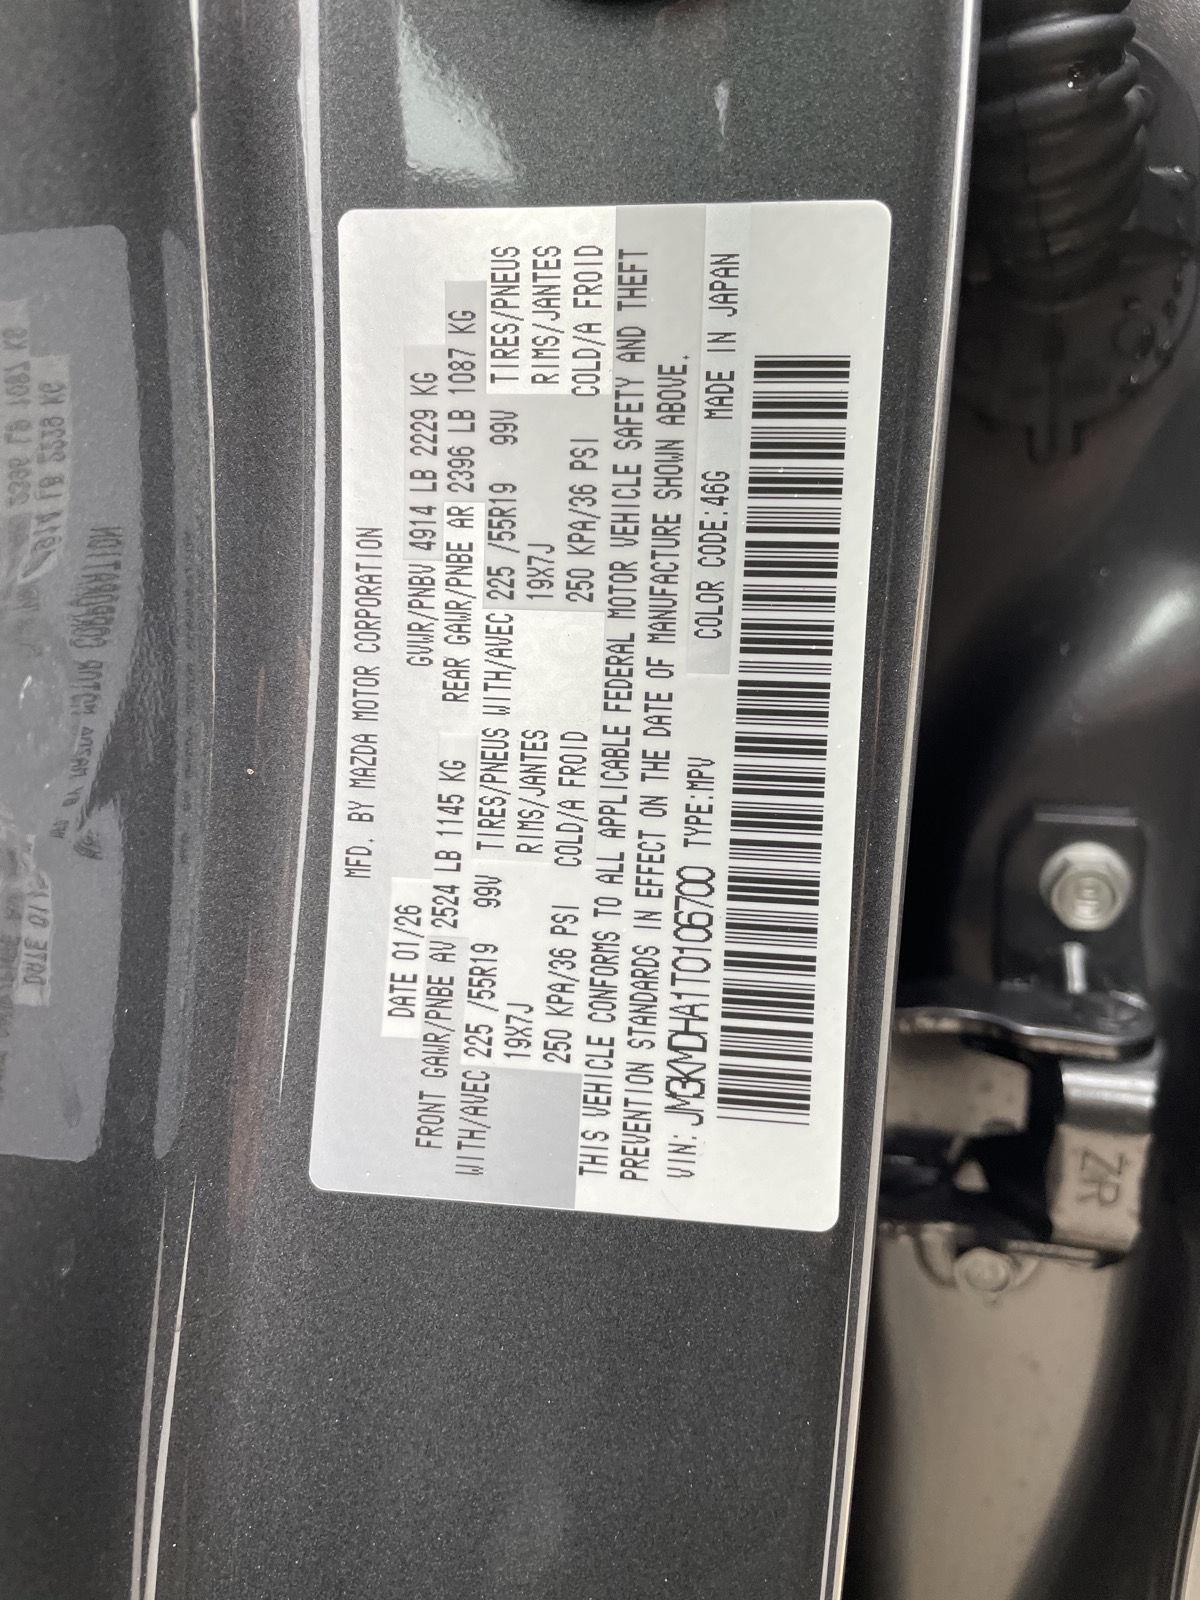 MFD. BY MAZDA MOTOR CORPORATION
DATE 01/26 GVWR/PNBV 4914 LB 2229 KG
FRONT GAWR/PNBE AV 2524 LB 1145 KG REAR GAWR/PNBE AR 2396 LB 1087 KG
WITH/AVEC 225 /55R19 99V TIRES/PNEUS WITH/AVEC 225 /55R19 99V TIRES/PNEUS
19X7J RIMS/JANTES 19X7J RIMS/JANTES
250 KPA/36 PSI COLD/A FROID 250 KPA/36 PSI COLD/A FROID
THIS VEHICLE CONFORMS TO ALL APPLICABLE FEDERAL MOTOR VEHICLE SAFETY AND THEFT
PREVENTION STANDARDS IN EFFECT ON THE DATE OF MANUFACTURE SHOWN ABOVE.
VIN: JM3KMDHA1T0106700 TYPE:MPV COLOR CODE:46G MADE IN JAPAN
ZR